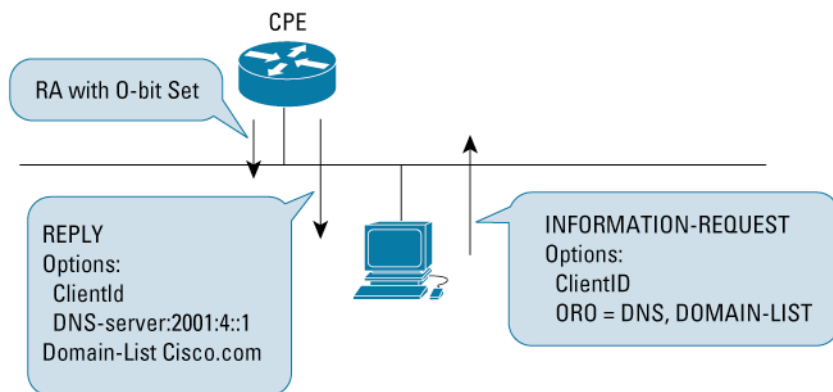 CPE
RA with O-bit Set
REPLY
Options:
ClientId
DNS-server:2001:4::1
Domain-List Cisco.com
INFORMATION-REQUEST
Options:
ClientID
ORO = DNS, DOMAIN-LIST